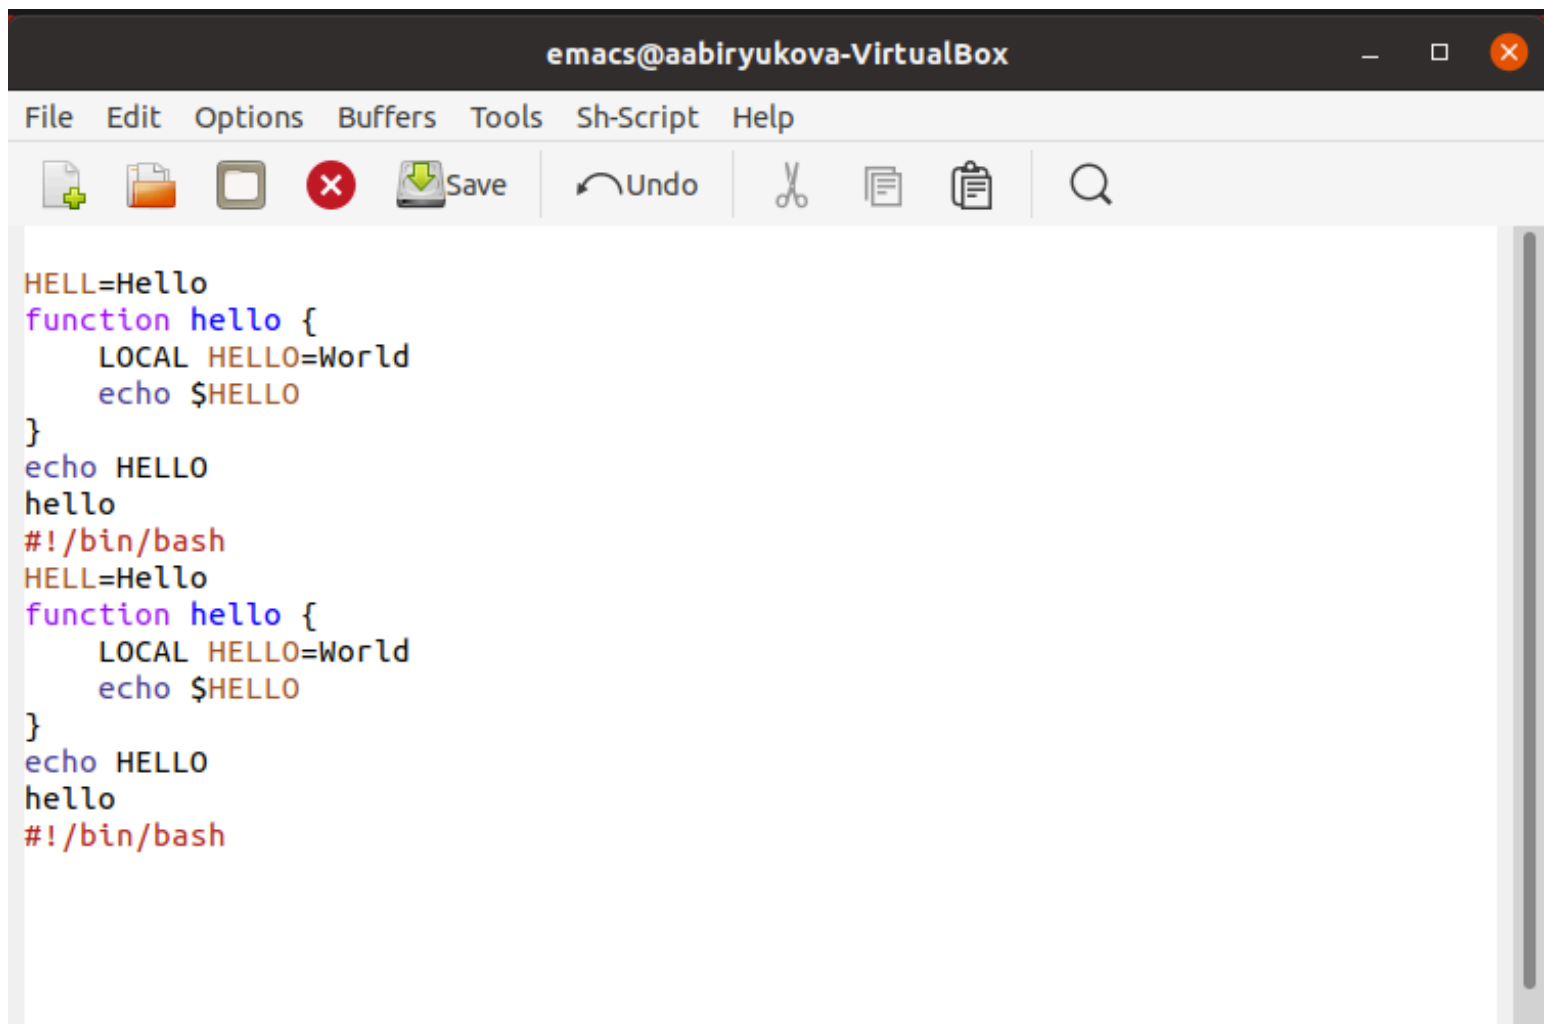 emacs@aabiryukova-VirtualBox
File Edit Options Buffers Tools Sh-Script Help
Save Undo
HELL=Hello
function hello {
    LOCAL HELLO=World
    echo $HELLO
}
echo HELLO
hello
#!/bin/bash
HELL=Hello
function hello {
    LOCAL HELLO=World
    echo $HELLO
}
echo HELLO
hello
#!/bin/bash